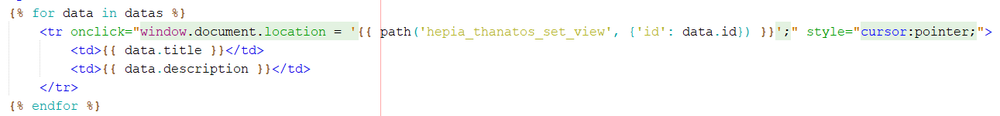 {% for data in datas %}
<tr onclick="window.document.location = '{{ path('hepia_thanatos_set_view', {'id': data.id}) }}';" style="cursor:pointer;">
<td>{{ data.title }}</td>
<td>{{ data.description }}</td>
</tr>
{% endfor %}